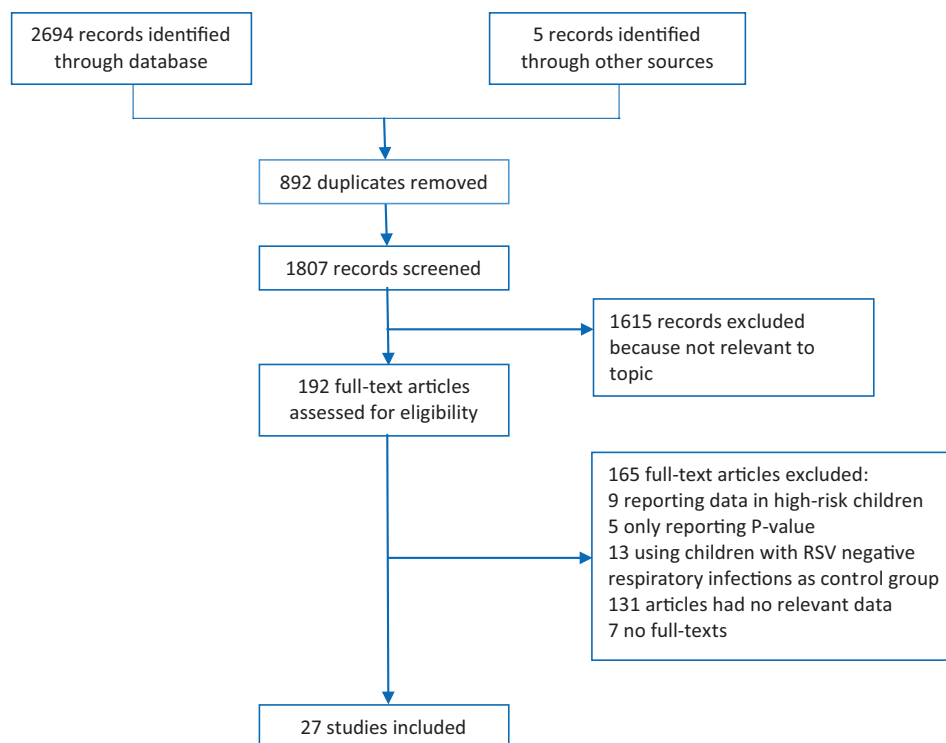 2694 records identified
through database
5 records identified
through other sources
892 duplicates removed
1807 records screened
1615 records excluded
because not relevant to
topic
192 full-text articles
assessed for eligibility
165 full-text articles excluded:
9 reporting data in high-risk children
5 only reporting P-value
13 using children with RSV negative
respiratory infections as control group
131 articles had no relevant data
7 no full-texts
27 studies included